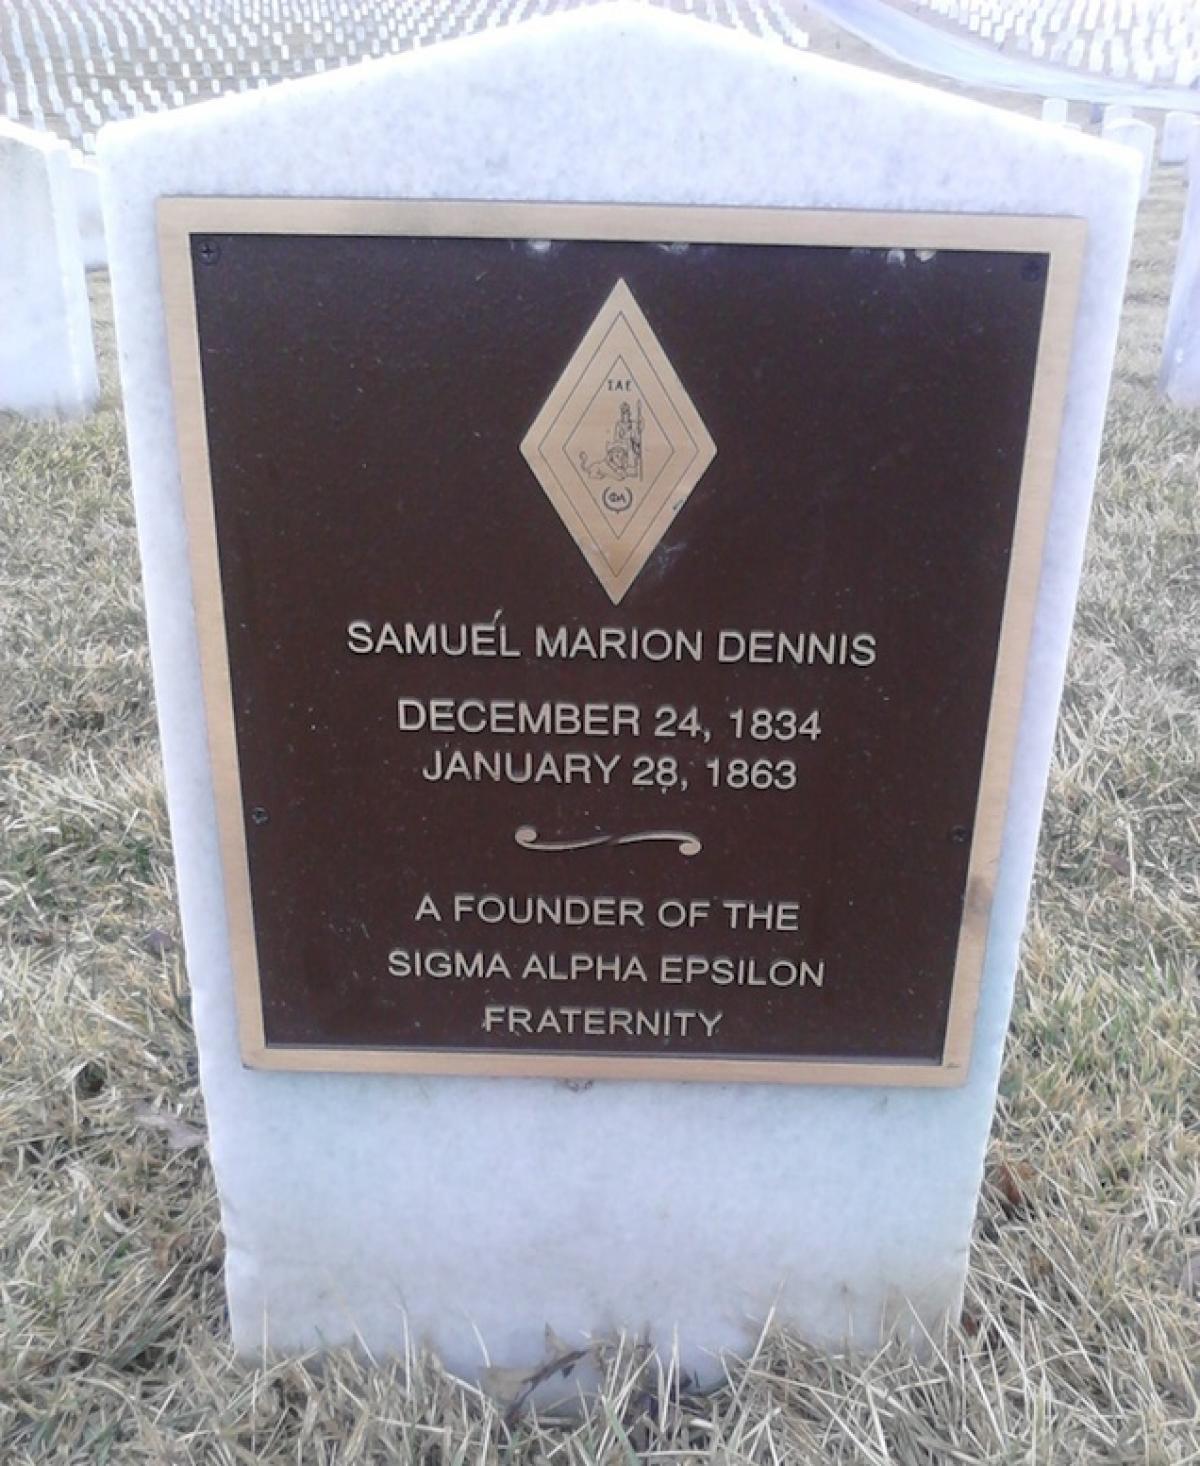 ΣΑΕ
ΦΑ
SAMUEL MARION DENNIS
DECEMBER 24, 1834
JANUARY 28, 1863
A FOUNDER OF THE
SIGMA ALPHA EPSILON
FRATERNITY